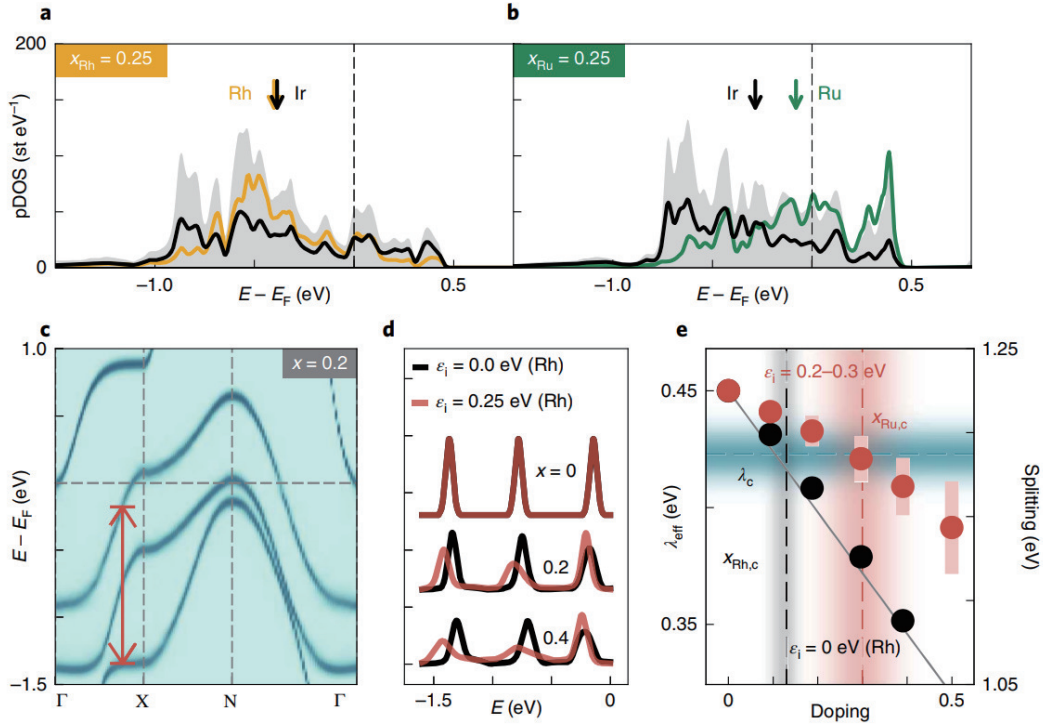 a
b
200
x_Rh = 0.25
x_Ru = 0.25
Rh
Ir
Ir
Ru
100
pDOS (st eV⁻¹)
0
−1.0
0.5
−1.0
0.5
E − E_F (eV)
E − E_F (eV)
c
d
e
1.0
x = 0.2
ε_i = 0.0 eV (Rh)
ε_i = 0.25 eV (Rh)
x = 0
0.2
0.4
E − E_F (eV)
−1.5
Γ
X
N
Γ
−1.5
0
E (eV)
1.25
0.45
ε_i = 0.2–0.3 eV
x_Ru,c
λ_c
λ_eff (eV)
Splitting (eV)
x_Rh,c
0.35
ε_i = 0 eV (Rh)
1.05
0
0.5
Doping